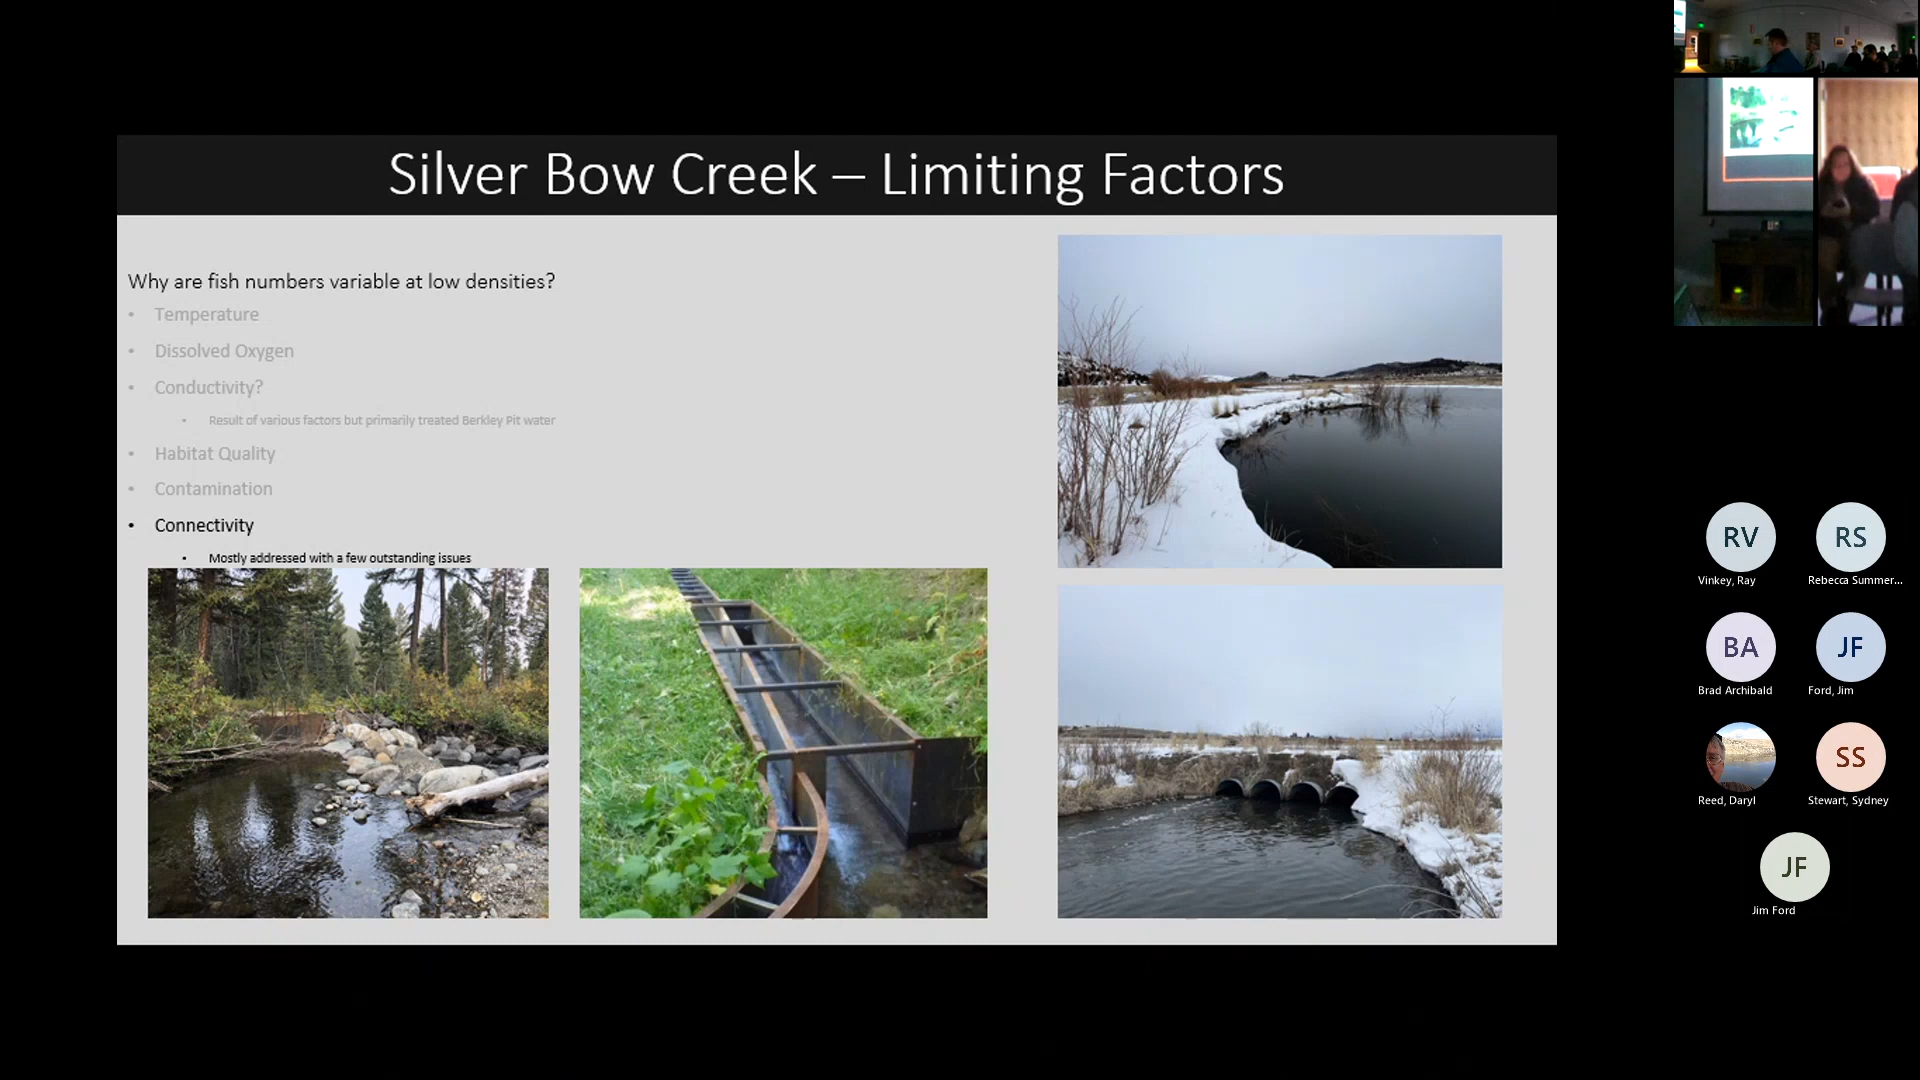 Silver Bow Creek – Limiting Factors
Why are fish numbers variable at low densities?
• Temperature
• Dissolved Oxygen
• Conductivity?
• Result of various factors but primarily treated Berkley Pit water
• Habitat Quality
• Contamination
• Connectivity
• Mostly addressed with a few outstanding issues
RV
Vinkey, Ray
RS
Rebecca Summer...
BA
Brad Archibald
JF
Ford, Jim
Reed, Daryl
SS
Stewart, Sydney
JF
Jim Ford